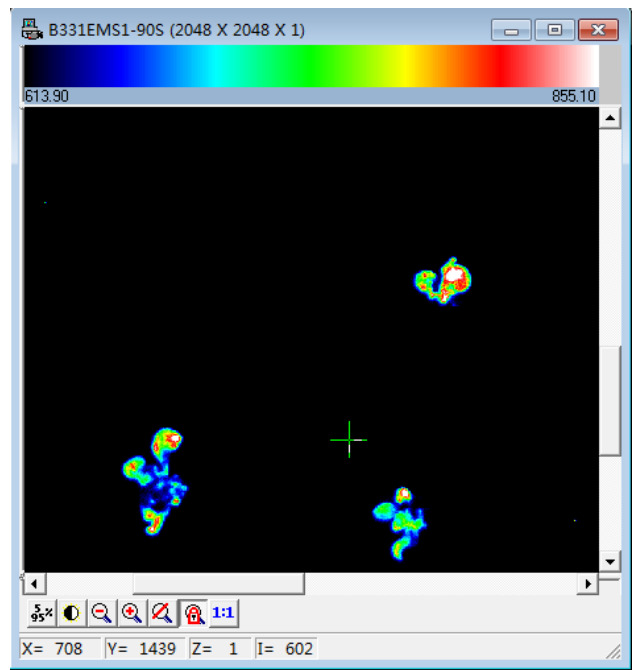 B331EMS1-90S (2048 X 2048 X 1)
613.90 855.10
5 95%
1:1
X= 708 Y= 1439 Z= 1 I= 602